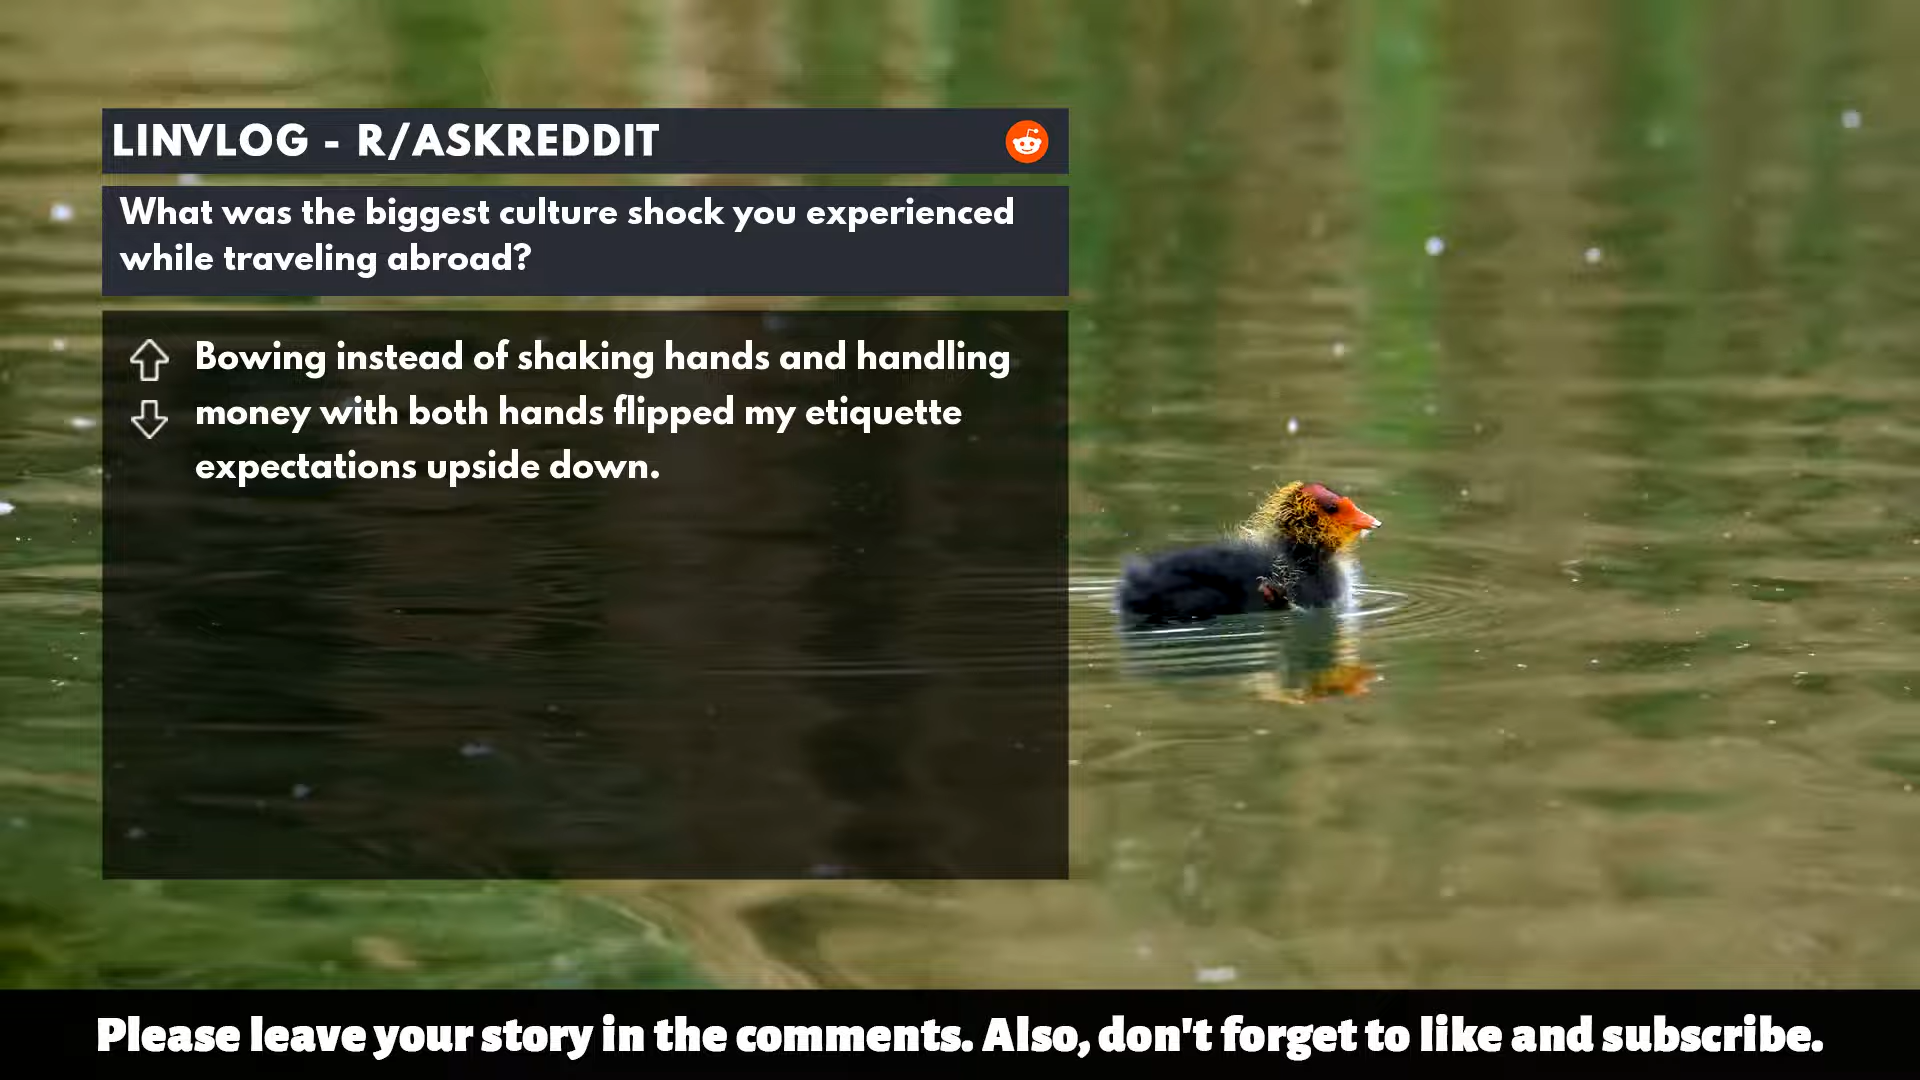 LINVLOG - R/ASKREDDIT
What was the biggest culture shock you experienced
while traveling abroad?
Bowing instead of shaking hands and handling
money with both hands flipped my etiquette
expectations upside down.
Please leave your story in the comments. Also, don't forget to like and subscribe.